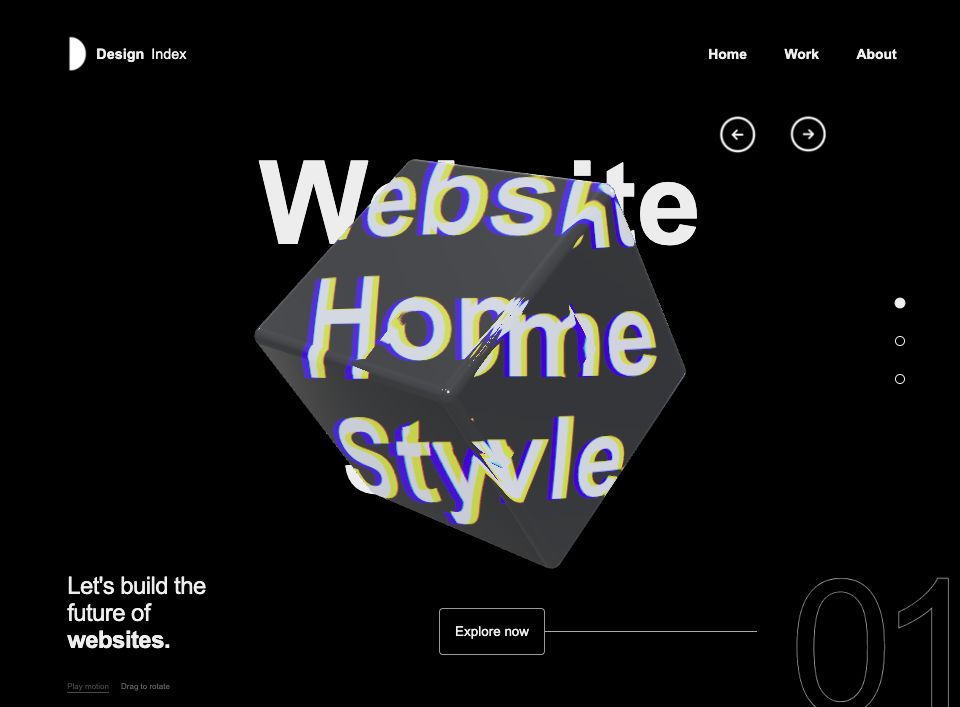 Design Index
Home Work About
Website
Home
Style
Let's build the
future of
websites.
Explore now
01
Play motion Drag to rotate